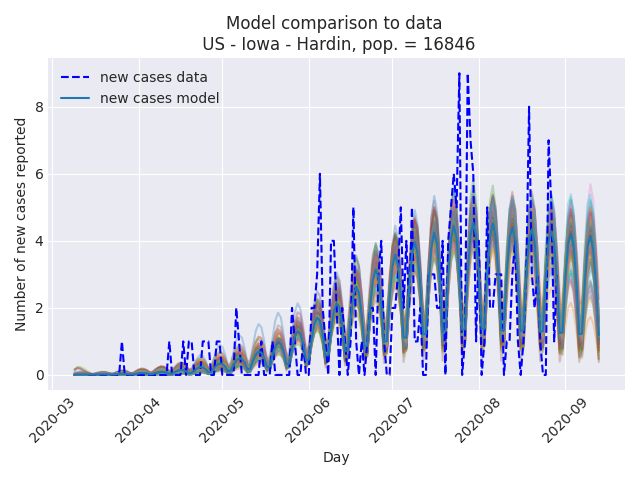 Model comparison to data
US - Iowa - Hardin, pop. = 16846
new cases data
new cases model
Number of new cases reported
8
6
4
2
0
2020-03
2020-04
2020-05
2020-06
2020-07
2020-08
2020-09
Day